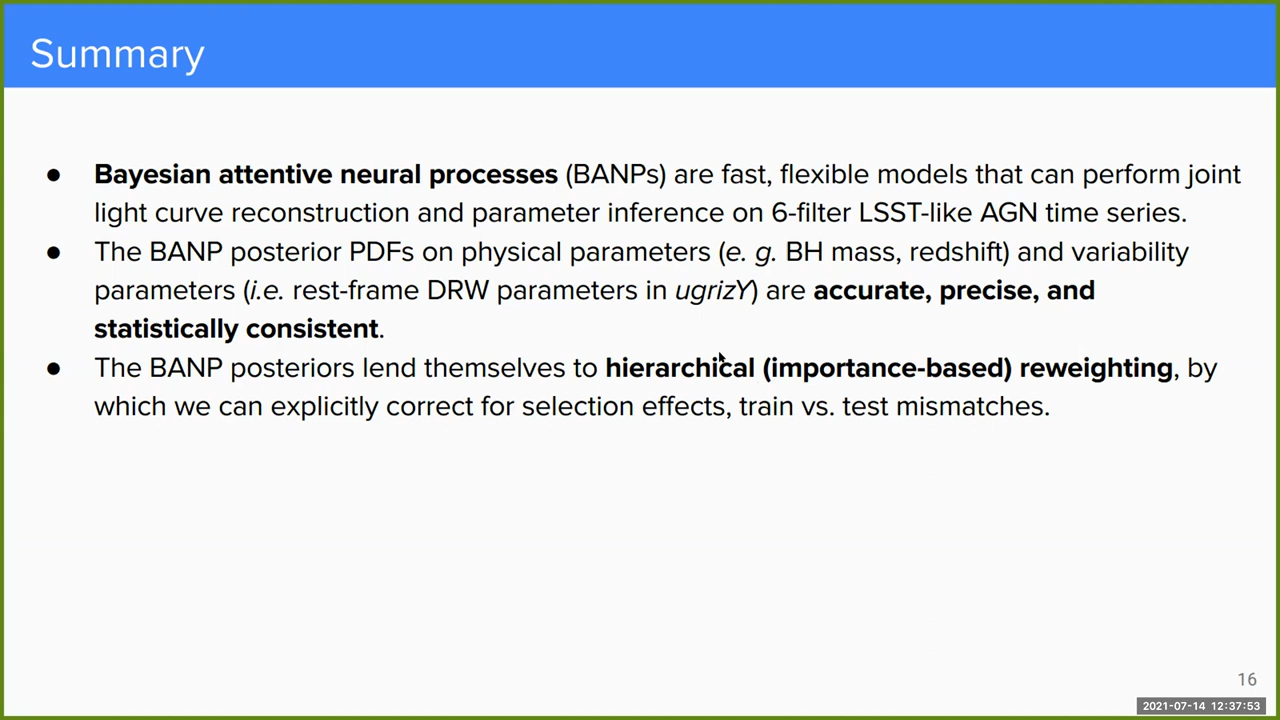 Summary
● Bayesian attentive neural processes (BANPs) are fast, flexible models that can perform joint
light curve reconstruction and parameter inference on 6-filter LSST-like AGN time series.
● The BANP posterior PDFs on physical parameters (e. g. BH mass, redshift) and variability
parameters (i.e. rest-frame DRW parameters in ugrizY) are accurate, precise, and
statistically consistent.
● The BANP posteriors lend themselves to hierarchical (importance-based) reweighting, by
which we can explicitly correct for selection effects, train vs. test mismatches.
16
2021-07-14 12:37:53